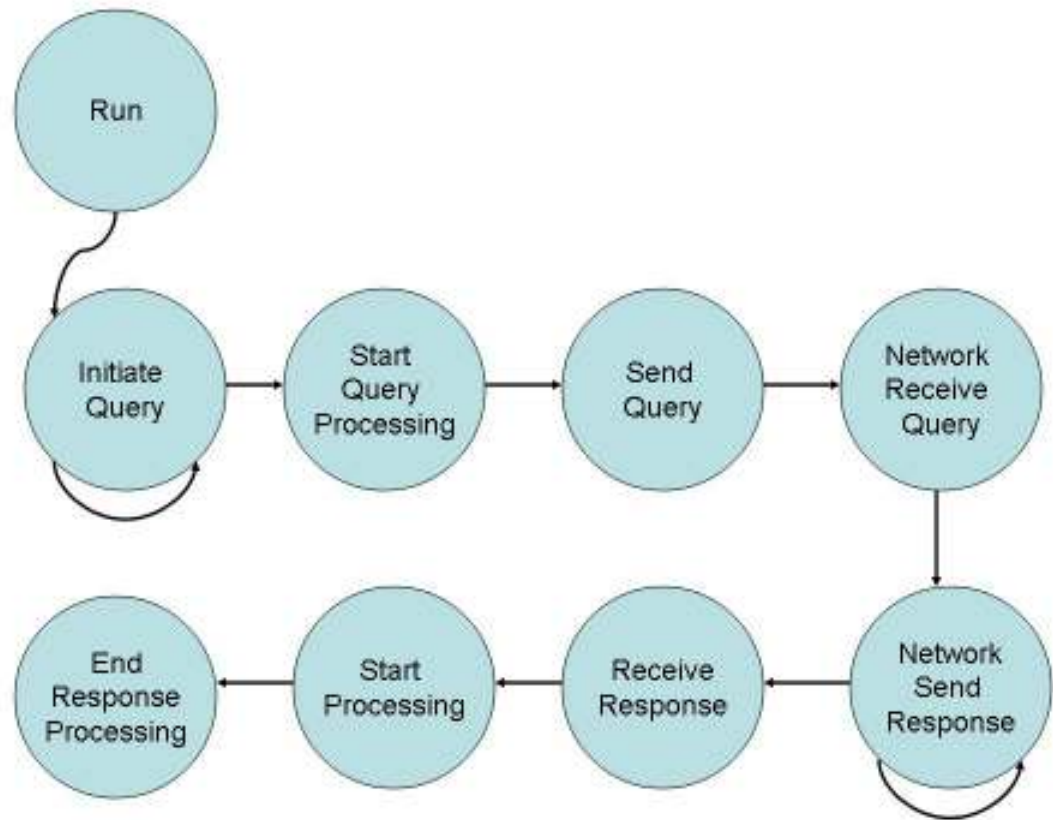 Run
Initiate
Query
Start
Query
Processing
Send
Query
Network
Receive
Query
End
Response
Processing
Start
Processing
Receive
Response
Network
Send
Response